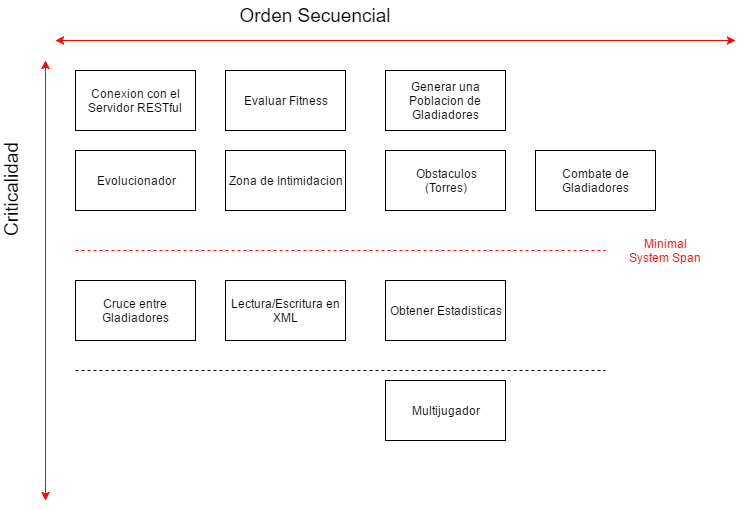 Orden Secuencial
Criticalidad
Conexion con el
Servidor RESTful
Evaluar Fitness
Generar una
Poblacion de
Gladiadores
Evolucionador
Zona de Intimidacion
Obstaculos
(Torres)
Combate de
Gladiadores
Minimal
System Span
Cruce entre
Gladiadores
Lectura/Escritura en
XML
Obtener Estadisticas
Multijugador